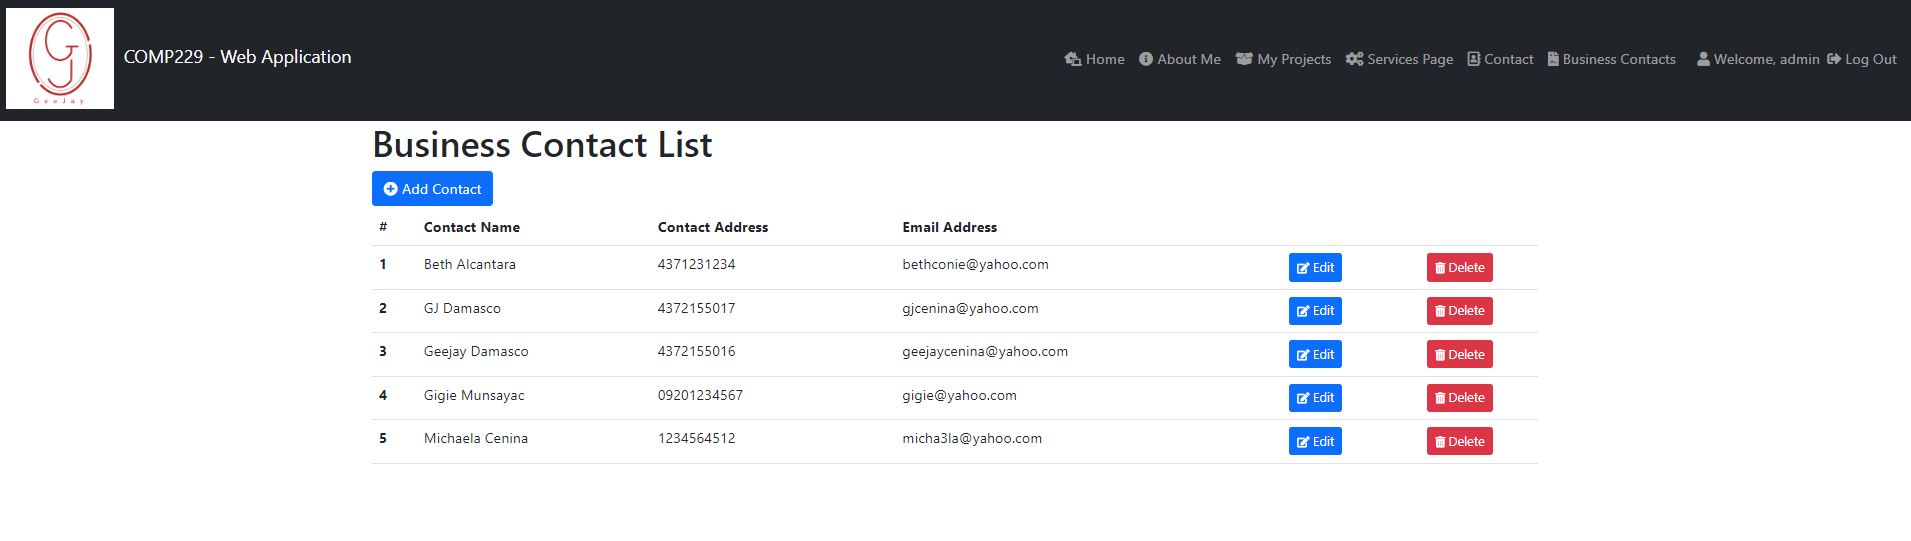 GJ
GeeJay
COMP229 - Web Application
Home About Me My Projects Services Page Contact Business Contacts Welcome, admin Log Out
Business Contact List
Add Contact
# Contact Name Contact Address Email Address
1 Beth Alcantara 4371231234 bethconie@yahoo.com Edit Delete
2 GJ Damasco 4372155017 gjcenina@yahoo.com Edit Delete
3 Geejay Damasco 4372155016 geejaycenina@yahoo.com Edit Delete
4 Gigie Munsayac 09201234567 gigie@yahoo.com Edit Delete
5 Michaela Cenina 1234564512 micha3la@yahoo.com Edit Delete